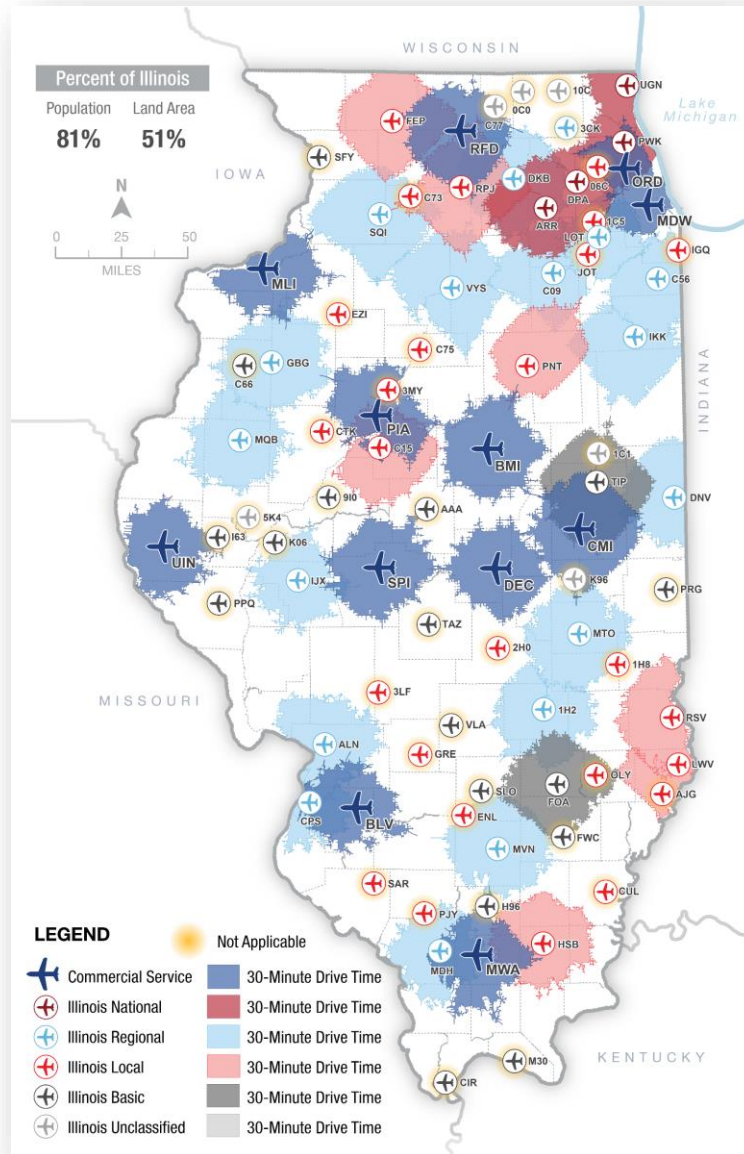 WISCONSIN
Percent of Illinois
Population Land Area
81% 51%
N
0 25 50
MILES
IOWA
Lake
Michigan
INDIANA
MISSOURI
KENTUCKY
UGN
10C
0C0
C77
FEP
RFD
3CK
PWK
SFY
ORD
06C
DPA
DKB
RPJ
C73
ARR
MDW
SQI
1C5
LOT
JOT
IGQ
C56
C09
MLI
VYS
EZI
IKK
C75
GBG
C66
PNT
3MY
PIA
CTK
MQB
C15
BMI
1C1
TIP
DNV
9I0
AAA
5K4
I63
K06
CMI
UIN
SPI
DEC
IJX
K96
PRG
PPQ
TAZ
MTO
2H0
1H8
3LF
1H2
RSV
VLA
ALN
GRE
LWV
OLY
SLO
FOA
AJG
CPS
BLV
ENL
FWC
MVN
SAR
CUL
H96
PJY
HSB
MDH
MWA
M30
CIR
LEGEND
Not Applicable
Commercial Service 30-Minute Drive Time
Illinois National 30-Minute Drive Time
Illinois Regional 30-Minute Drive Time
Illinois Local 30-Minute Drive Time
Illinois Basic 30-Minute Drive Time
Illinois Unclassified 30-Minute Drive Time